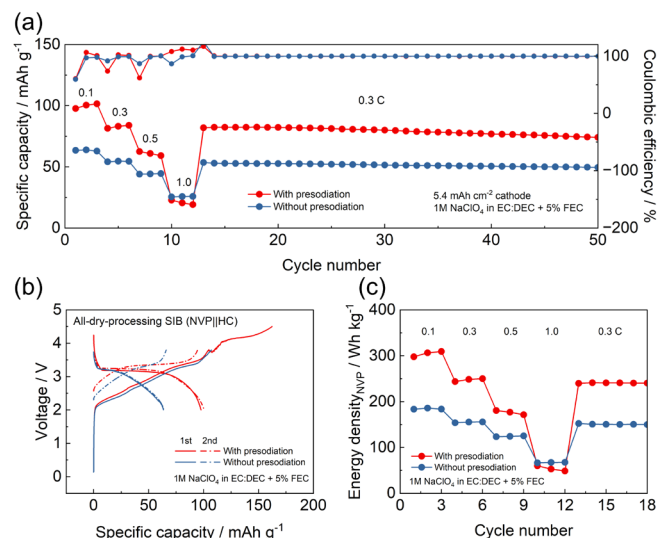 (a)
150
100
50
0
Specific capacity / mAh g⁻¹
100
0
−100
−200
Coulombic efficiency / %
0.1
0.3
0.5
1.0
0.3 C
With presodiation
Without presodiation
5.4 mAh cm⁻² cathode
1M NaClO₄ in EC:DEC + 5% FEC
0 10 20 30 40 50
Cycle number
(b)
All-dry-processing SIB (NVP||HC)
5
4
3
2
1
0
Voltage / V
1st 2nd
With presodiation
Without presodiation
1M NaClO₄ in EC:DEC + 5% FEC
0 50 100 150 200
Specific capacity / mAh g⁻¹
(c)
400
300
200
100
0
Energy density_NVP / Wh kg⁻¹
0.1 0.3 0.5 1.0 0.3 C
With presodiation
Without presodiation
1M NaClO₄ in EC:DEC + 5% FEC
0 3 6 9 12 15 18
Cycle number